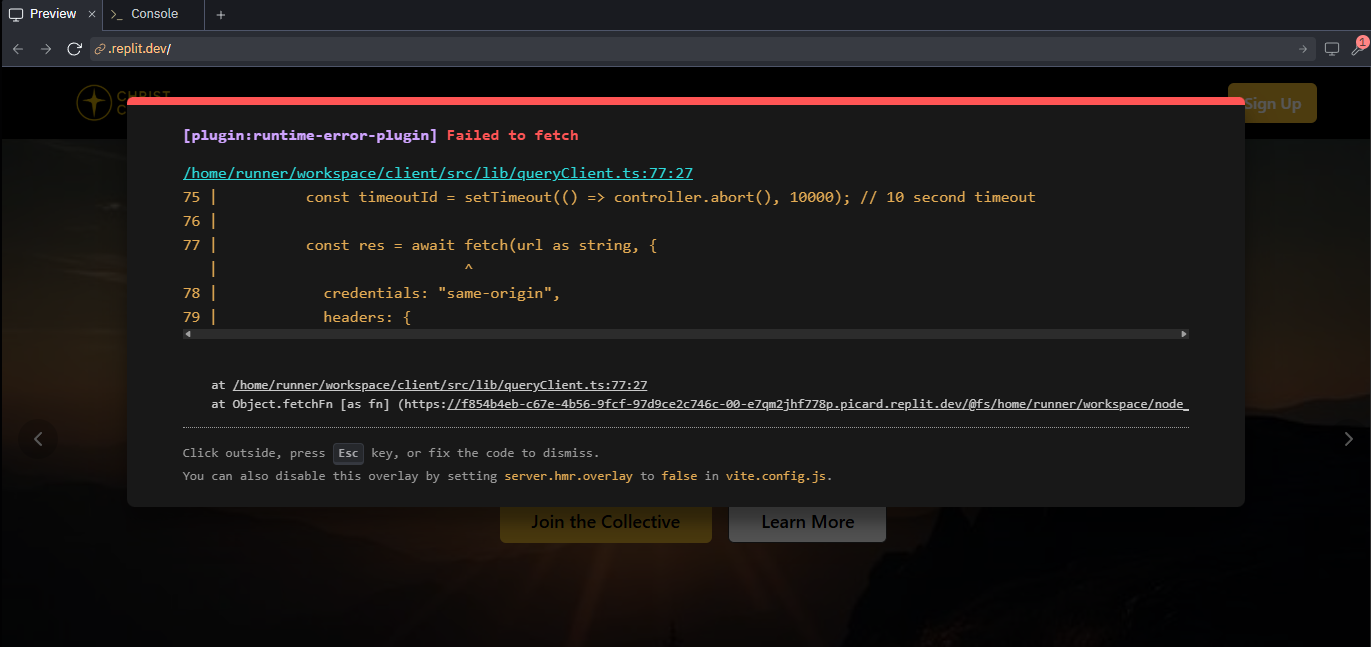 Preview
Console
.replit.dev/
1
CHRIST
Sign Up
[plugin:runtime-error-plugin] Failed to fetch
/home/runner/workspace/client/src/lib/queryClient.ts:77:27
75 |          const timeoutId = setTimeout(() => controller.abort(), 10000); // 10 second timeout
76 |
77 |          const res = await fetch(url as string, {
   |                            ^
78 |            credentials: "same-origin",
79 |            headers: {
at /home/runner/workspace/client/src/lib/queryClient.ts:77:27
at Object.fetchFn [as fn] (https://f854b4eb-c67e-4b56-9fcf-97d9ce2c746c-00-e7qm2jhf778p.picard.replit.dev/@fs/home/runner/workspace/node_
Click outside, press Esc key, or fix the code to dismiss.
You can also disable this overlay by setting server.hmr.overlay to false in vite.config.js.
Join the Collective
Learn More